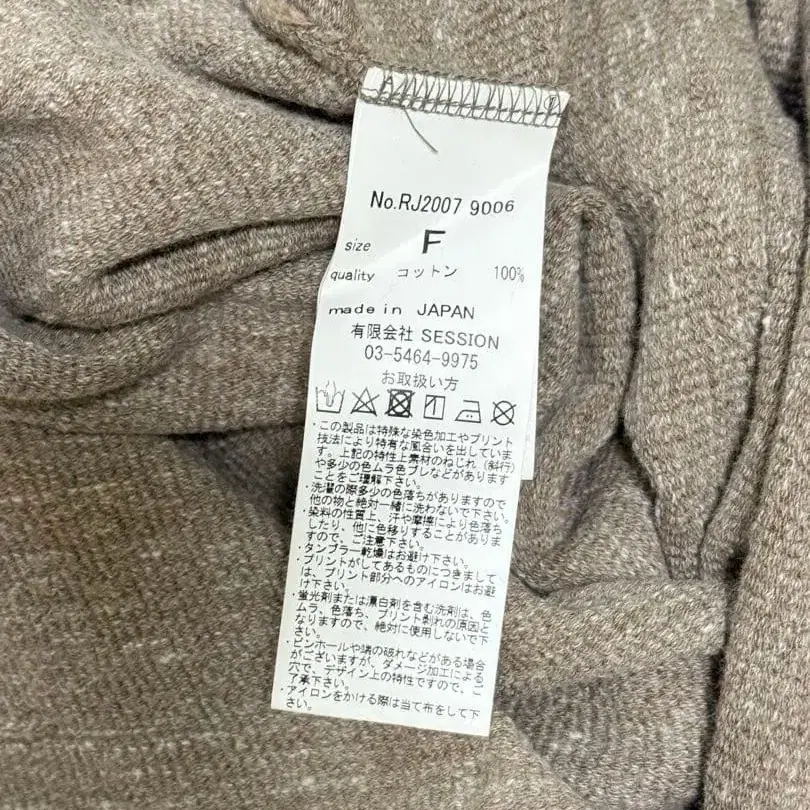 No.RJ2007 9006
size F
quality コットン 100%
made in JAPAN
有限会社 SESSION
03-5464-9975
お取扱い方
・この製品は特殊な染色加工やプリント
技法により特有な風合いを出していま
す。上記の特性上素材のねじれ（斜行）
や多少の色ムラ色ブレなどがあります
ことをご理解下さい。
・洗濯の際多少の色落ちがありますので
他の物と絶対一緒に洗わないで下さい。
・染料の性質上、汗や摩擦により色落ち
したり、他に色移りすることがありま
すので、ご注意下さい。
・タンブラー乾燥はお避け下さい。
・プリントがしてあるものにつきまして
は、プリント部分へのアイロンはお避
け下さい。
・蛍光剤または漂白剤を含む洗剤は、色
ムラ、色落ち、プリント剥れの原因と
なりますので、絶対に使用しないで下
さい。
・ピンホールや端の破れなどがある場合
がございますが、ダメージ加工による
穴で、デザイン上の特性ですので、ご
了承下さい。
・アイロンをかける際は当て布をして下
さい。